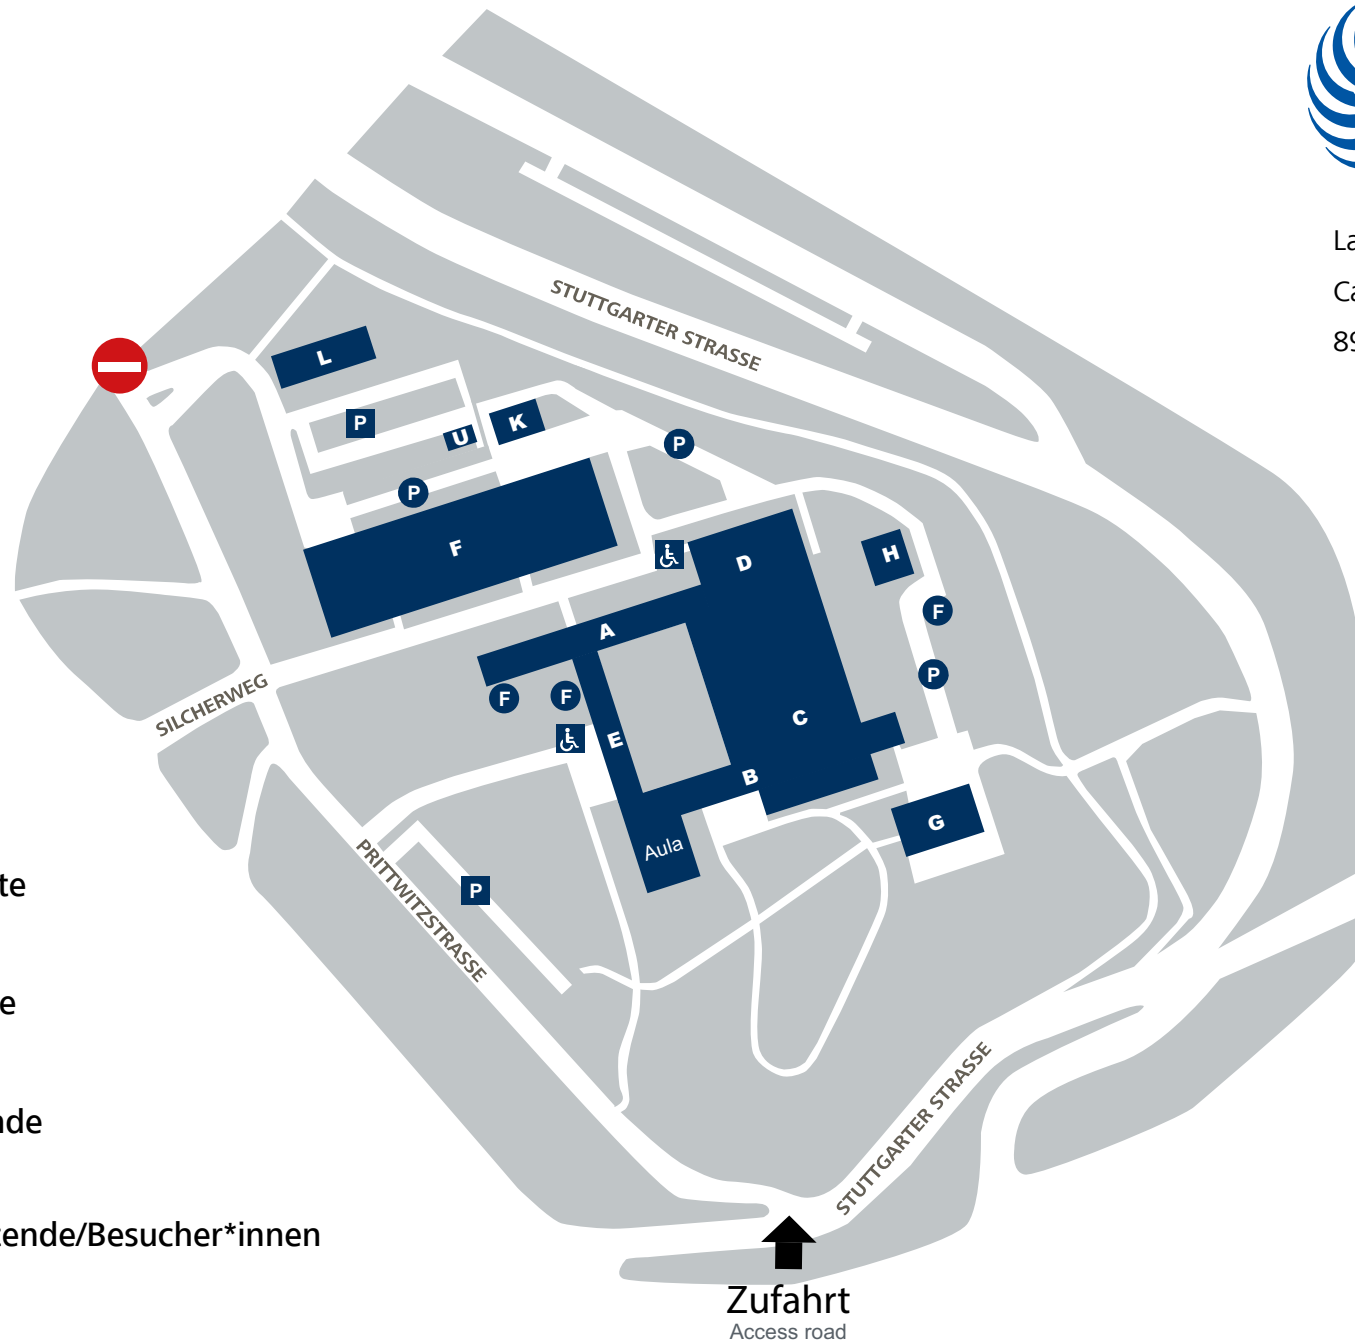 La
Ca
89
STUTTGARTER STRASSE
L
P
U
K
P
P
F
D
H
A
F
F
F
P
SILCHERWEG
E
C
B
G
Aula
PRITTWITZSTRASSE
P
te
e
nde
ende/Besucher*innen
STUTTGARTER STRASSE
Zufahrt
Access road